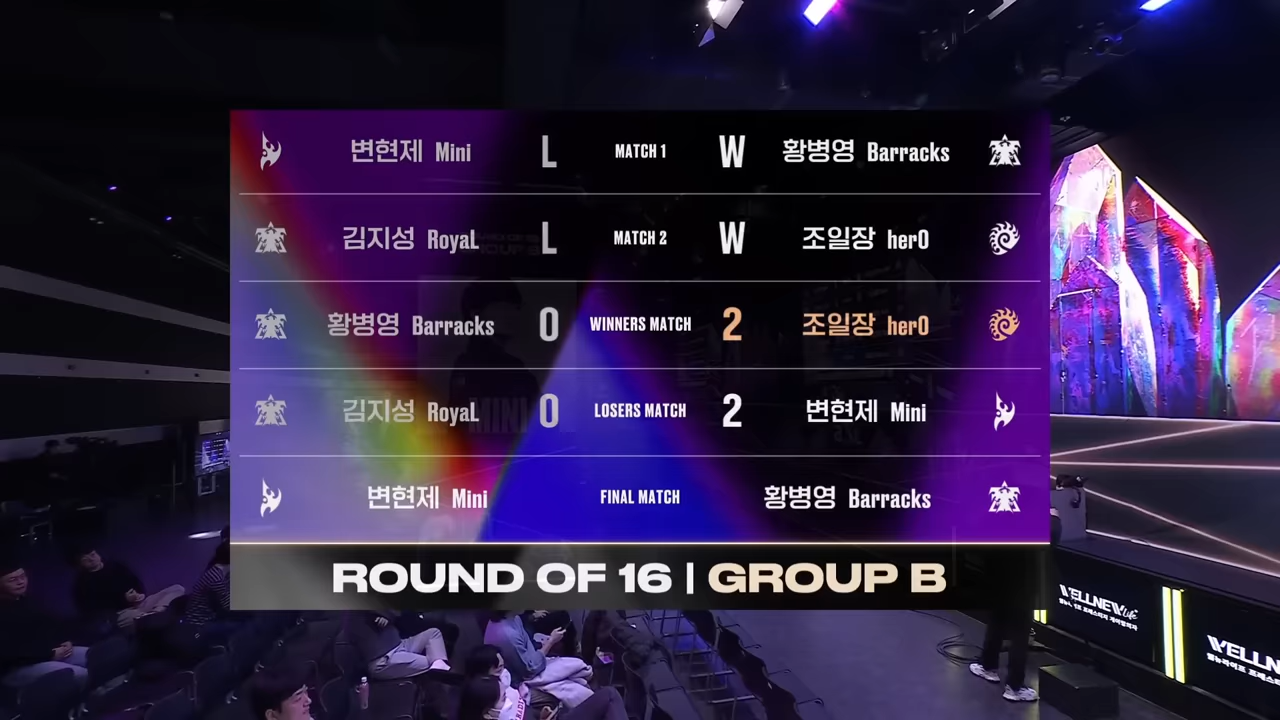 변현제 Mini L MATCH 1 W 황병영 Barracks
김지성 RoyaL L MATCH 2 W 조일장 her0
황병영 Barracks 0 WINNERS MATCH 2 조일장 her0
김지성 RoyaL 0 LOSERS MATCH 2 변현제 Mini
변현제 Mini FINAL MATCH 황병영 Barracks
ROUND OF 16 | GROUP B
WELLNEW life
WELLNE